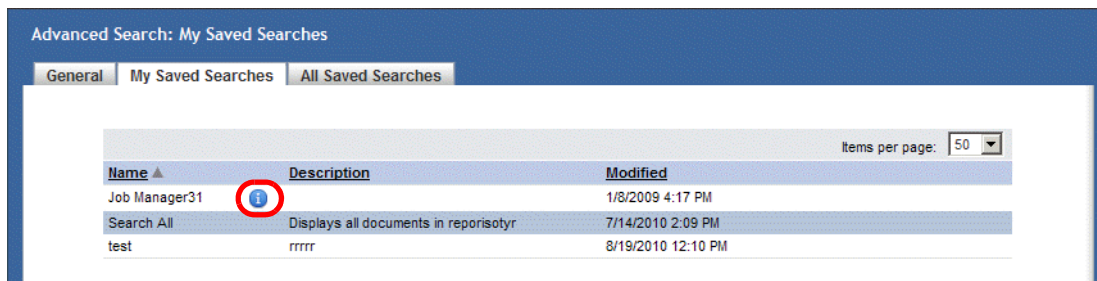 Advanced Search: My Saved Searches
General My Saved Searches All Saved Searches
Items per page: 50
Name Description Modified
Job Manager31 1/8/2009 4:17 PM
Search All Displays all documents in reporisotyr 7/14/2010 2:09 PM
test rrrrr 8/19/2010 12:10 PM